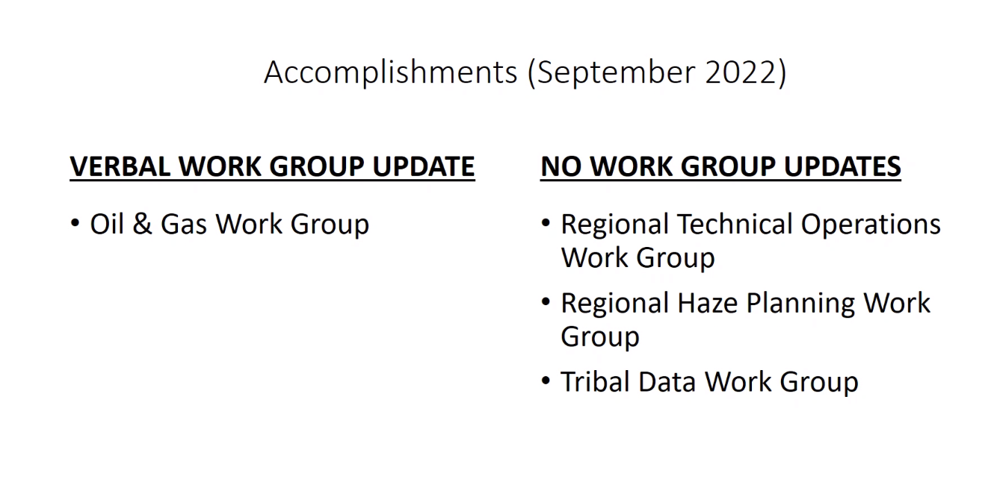 Accomplishments (September 2022)
VERBAL WORK GROUP UPDATE
• Oil & Gas Work Group
NO WORK GROUP UPDATES
• Regional Technical Operations
Work Group
• Regional Haze Planning Work
Group
• Tribal Data Work Group